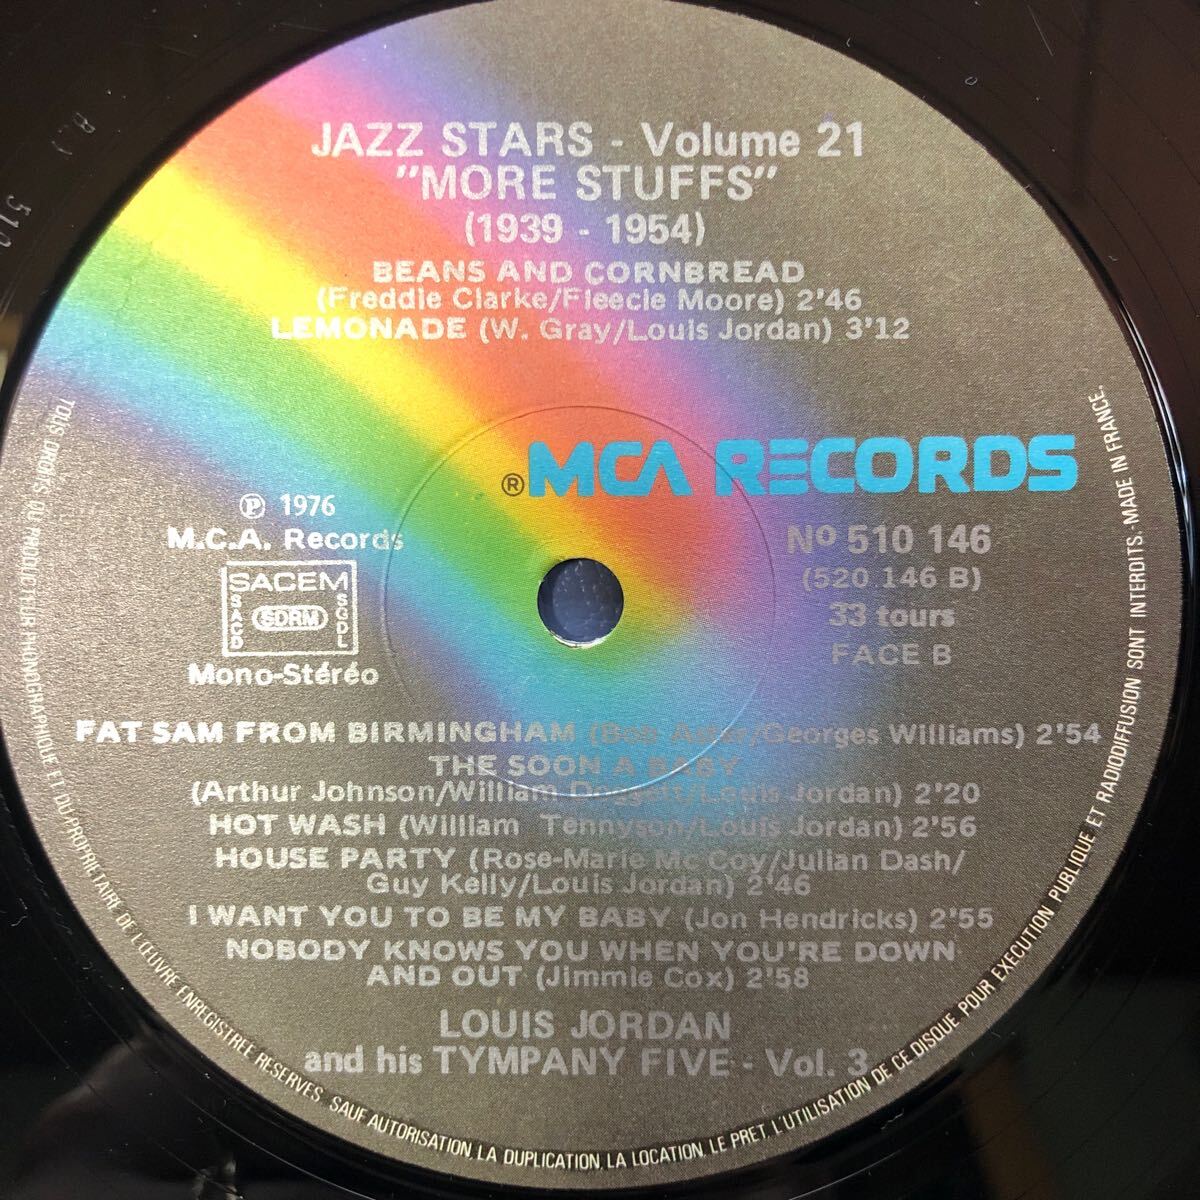 JAZZ STARS - Volume 21
"MORE STUFFS"
(1939 - 1954)
BEANS AND CORNBREAD
(Freddie Clarke/Fleecie Moore) 2'46
LEMONADE (W. Gray/Louis Jordan) 3'12
®MCA RECORDS
Ⓟ 1976
M.C.A. Records
SACEM
SACD
SDRM
SGDL
Mono-Stéréo
Nº 510 146
(520 146 B)
33 tours
FACE B
FAT SAM FROM BIRMINGHAM (Bob Astor/Georges Williams) 2'54
THE SOON A BABY
(Arthur Johnson/William Doggett/Louis Jordan) 2'20
HOT WASH (William Tennyson/Louis Jordan) 2'56
HOUSE PARTY (Rose-Marie Mc Coy/Julian Dash/
Guy Kelly/Louis Jordan) 2'46
I WANT YOU TO BE MY BABY (Jon Hendricks) 2'55
NOBODY KNOWS YOU WHEN YOU'RE DOWN
AND OUT (Jimmie Cox) 2'58
LOUIS JORDAN
and his TYMPANY FIVE - Vol. 3
TOUS DROITS DU PRODUCTEUR PHONOGRAPHIQUE ET DU PROPRIETAIRE DE L'ŒUVRE ENREGISTREE RESERVES. SAUF AUTORISATION, LA DUPLICATION, LA LOCATION, LE PRET, L'UTILISATION DE CE DISQUE POUR EXECUTION PUBLIQUE ET RADIODIFFUSION SONT INTERDITS.-MADE IN FRANCE.